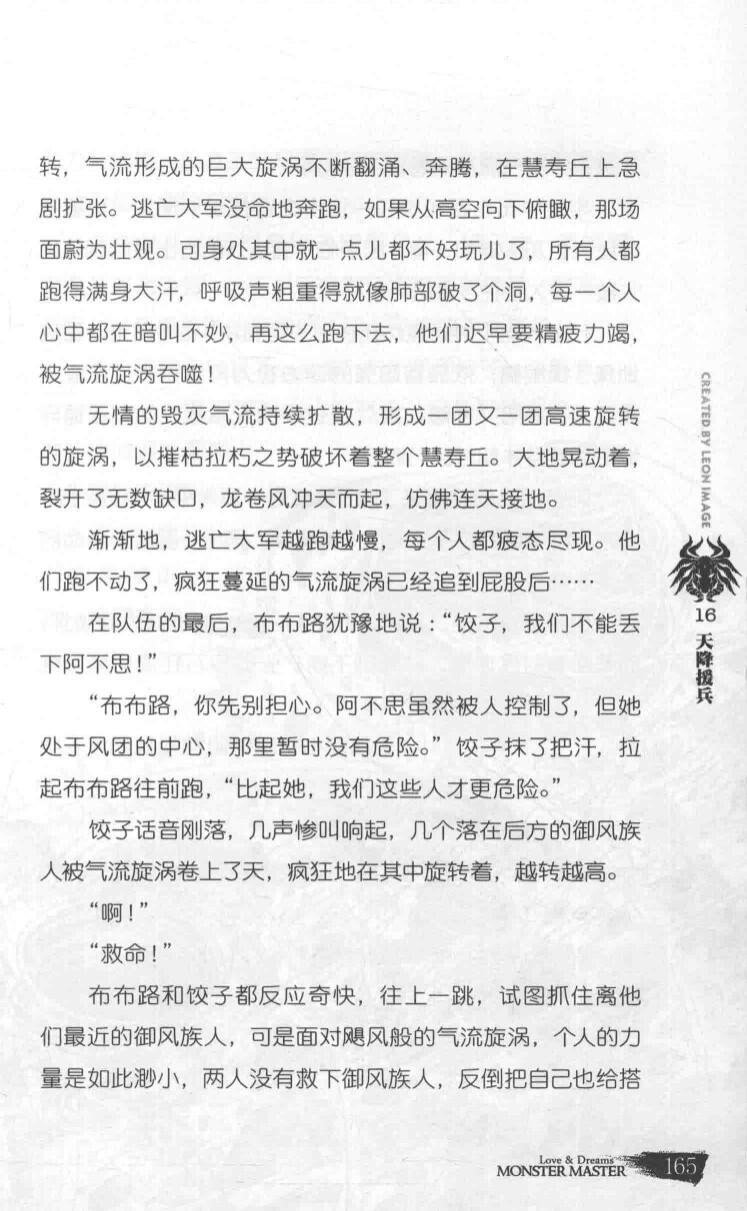 转，气流形成的巨大旋涡不断翻涌、奔腾，在慧寿丘上急
剧扩张。逃亡大军没命地奔跑，如果从高空向下俯瞰，那场
面蔚为壮观。可身处其中就一点儿都不好玩儿了，所有人都
跑得满身大汗，呼吸声粗重得就像肺部破了个洞，每一个人
心中都在暗叫不妙，再这么跑下去，他们迟早要精疲力竭，
被气流旋涡吞噬！
无情的毁灭气流持续扩散，形成一团又一团高速旋转
的旋涡，以摧枯拉朽之势破坏着整个慧寿丘。大地晃动着，
裂开了无数缺口，龙卷风冲天而起，仿佛连天接地。
渐渐地，逃亡大军越跑越慢，每个人都疲态尽现。他
们跑不动了，疯狂蔓延的气流旋涡已经追到屁股后……
在队伍的最后，布布路犹豫地说：“饺子，我们不能丢
下阿不思！”
“布布路，你先别担心。阿不思虽然被人控制了，但她
处于风团的中心，那里暂时没有危险。”饺子抹了把汗，拉
起布布路往前跑，“比起她，我们这些人才更危险。”
饺子话音刚落，几声惨叫响起，几个落在后方的御风族
人被气流旋涡卷上了天，疯狂地在其中旋转着，越转越高。
“啊！”
“救命！”
布布路和饺子都反应奇快，往上一跳，试图抓住离他
们最近的御风族人，可是面对飓风般的气流旋涡，个人的力
量是如此渺小，两人没有救下御风族人，反倒把自己也给搭
CREATED BY LEON IMAGE
16 天降援兵
Love & Dreams
MONSTER MASTER 165